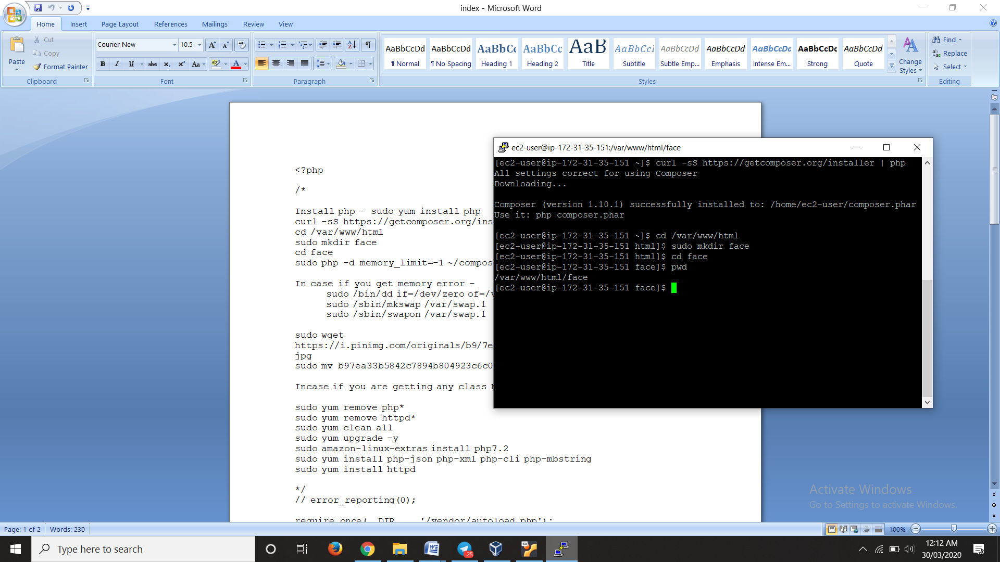 index - Microsoft Word
Home Insert Page Layout References Mailings Review View
Paste
Cut
Copy
Format Painter
Clipboard
Courier New 10.5
B I U abc x₂ x² Aa ab A
Font
Paragraph
AaBbCcDd AaBbCcDd AaBbCc AaBbCc AaB AaBbCcI AaBbCcDd AaBbCcDd AaBbCcDd AaBbCcDc AaBbCcDd
¶ Normal ¶ No Spacing Heading 1 Heading 2 Title Subtitle Subtle Emp... Emphasis Intense Em... Strong Quote
Change Styles
Styles
Find
Replace
Select
Editing
<?php
/*
Install php - sudo yum install php
curl -sS https://getcomposer.org/ins
cd /var/www/html
sudo mkdir face
cd face
sudo php -d memory_limit=-1 ~/compos
In case if you get memory error -
sudo /bin/dd if=/dev/zero of=/v
sudo /sbin/mkswap /var/swap.1
sudo /sbin/swapon /var/swap.1
sudo wget
https://i.pinimg.com/originals/b9/7e
jpg
sudo mv b97ea33b5842c7894b804923c6c0
Incase if you are getting any class
sudo yum remove php*
sudo yum remove httpd*
sudo yum clean all
sudo yum upgrade -y
sudo amazon-linux-extras install php7.2
sudo yum install php-json php-xml php-cli php-mbstring
sudo yum install httpd
*/
// error_reporting(0);
require_once(__DIR__ . '/vendor/autoload.php');
ec2-user@ip-172-31-35-151:/var/www/html/face
[ec2-user@ip-172-31-35-151 ~]$ curl -sS https://getcomposer.org/installer | php
All settings correct for using Composer
Downloading...
Composer (version 1.10.1) successfully installed to: /home/ec2-user/composer.phar
Use it: php composer.phar
[ec2-user@ip-172-31-35-151 ~]$ cd /var/www/html
[ec2-user@ip-172-31-35-151 html]$ sudo mkdir face
[ec2-user@ip-172-31-35-151 html]$ cd face
[ec2-user@ip-172-31-35-151 face]$ pwd
/var/www/html/face
[ec2-user@ip-172-31-35-151 face]$
Activate Windows
Go to Settings to activate Windows.
Page: 1 of 2 Words: 230
100%
Type here to search
..25
64
12:12 AM
30/03/2020